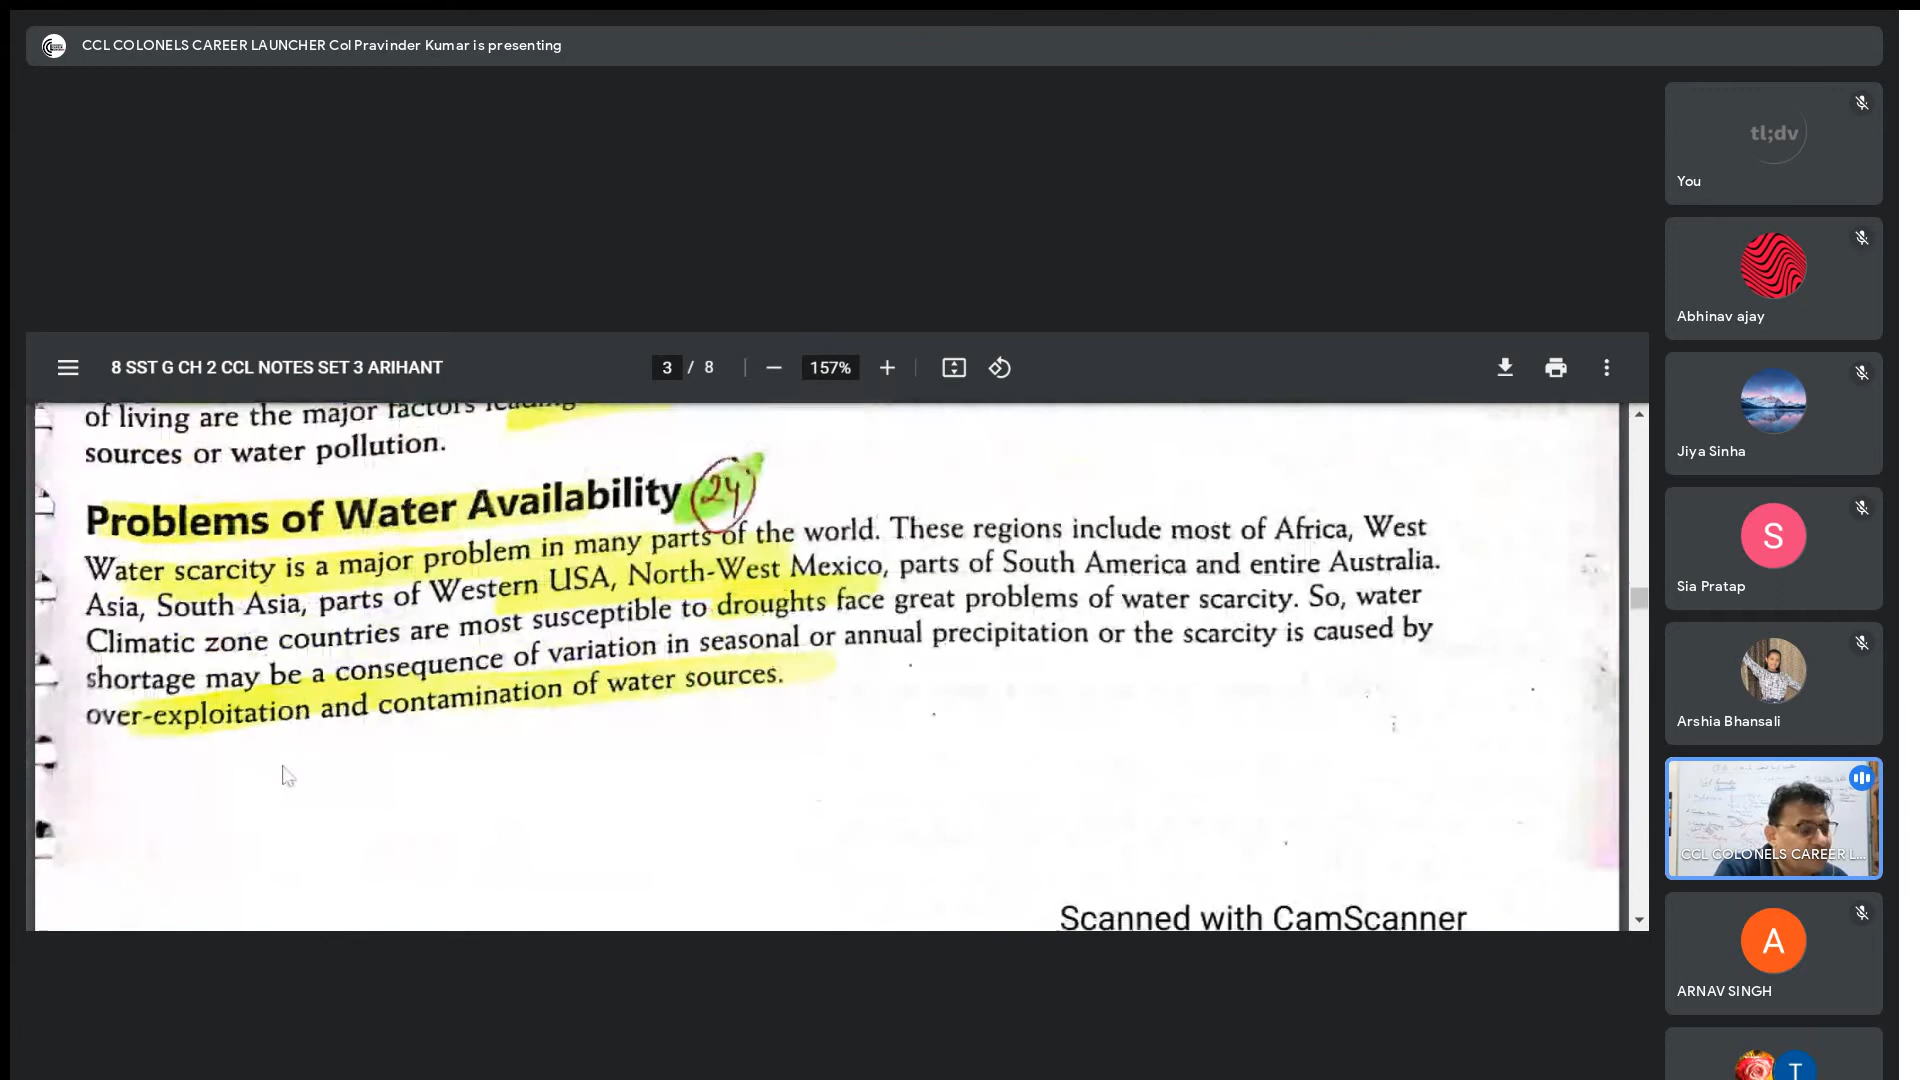 CCL COLONELS CAREER LAUNCHER Col Pravinder Kumar is presenting
8 SST G CH 2 CCL NOTES SET 3 ARIHANT
3 / 8
157%
of living are the major factors leading
sources or water pollution.
Problems of Water Availability 24
Water scarcity is a major problem in many parts of the world. These regions include most of Africa, West
Asia, South Asia, parts of Western USA, North-West Mexico, parts of South America and entire Australia.
Climatic zone countries are most susceptible to droughts face great problems of water scarcity. So, water
shortage may be a consequence of variation in seasonal or annual precipitation or the scarcity is caused by
over-exploitation and contamination of water sources.
Scanned with CamScanner
tl;dv
You
Abhinav ajay
Jiya Sinha
S
Sia Pratap
Arshia Bhansali
CCL COLONELS CAREER L...
A
ARNAV SINGH
T